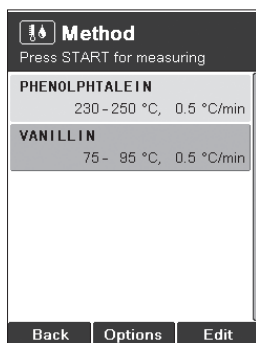 Method
Press START for measuring
PHENOLPHTALEIN
230-250 °C, 0.5 °C/min
VANILLIN
75- 95 °C, 0.5 °C/min
Back Options Edit